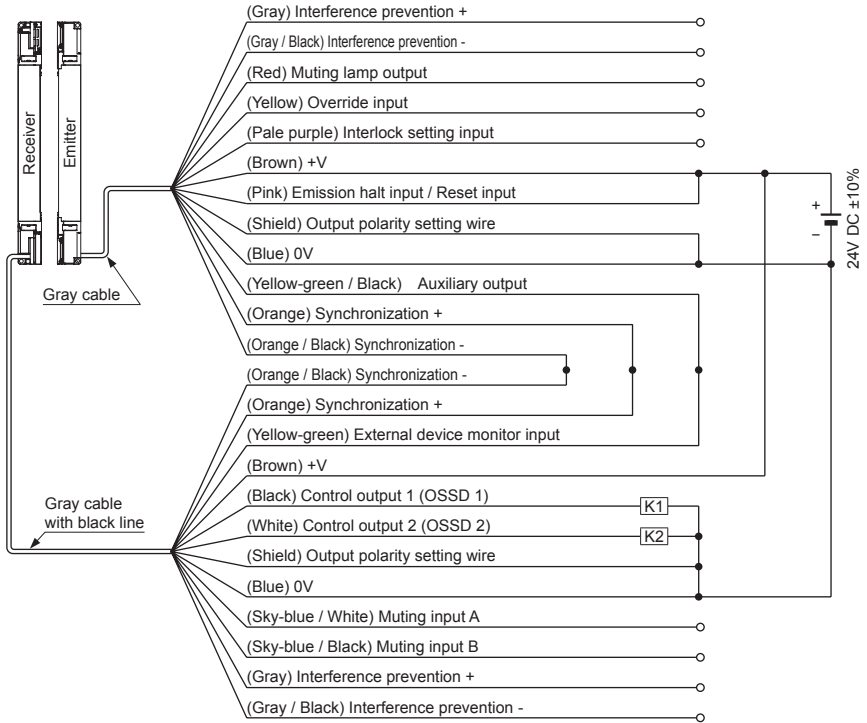 (Gray) Interference prevention +
(Gray / Black) Interference prevention -
(Red) Muting lamp output
(Yellow) Override input
(Pale purple) Interlock setting input
(Brown) +V
(Pink) Emission halt input / Reset input
(Shield) Output polarity setting wire
(Blue) 0V
(Yellow-green / Black) Auxiliary output
(Orange) Synchronization +
(Orange / Black) Synchronization -
(Orange / Black) Synchronization -
(Orange) Synchronization +
(Yellow-green) External device monitor input
(Brown) +V
(Black) Control output 1 (OSSD 1)
(White) Control output 2 (OSSD 2)
(Shield) Output polarity setting wire
(Blue) 0V
(Sky-blue / White) Muting input A
(Sky-blue / Black) Muting input B
(Gray) Interference prevention +
(Gray / Black) Interference prevention -
Receiver
Emitter
Gray cable
Gray cable
with black line
K1
K2
+
−
24V DC ±10%